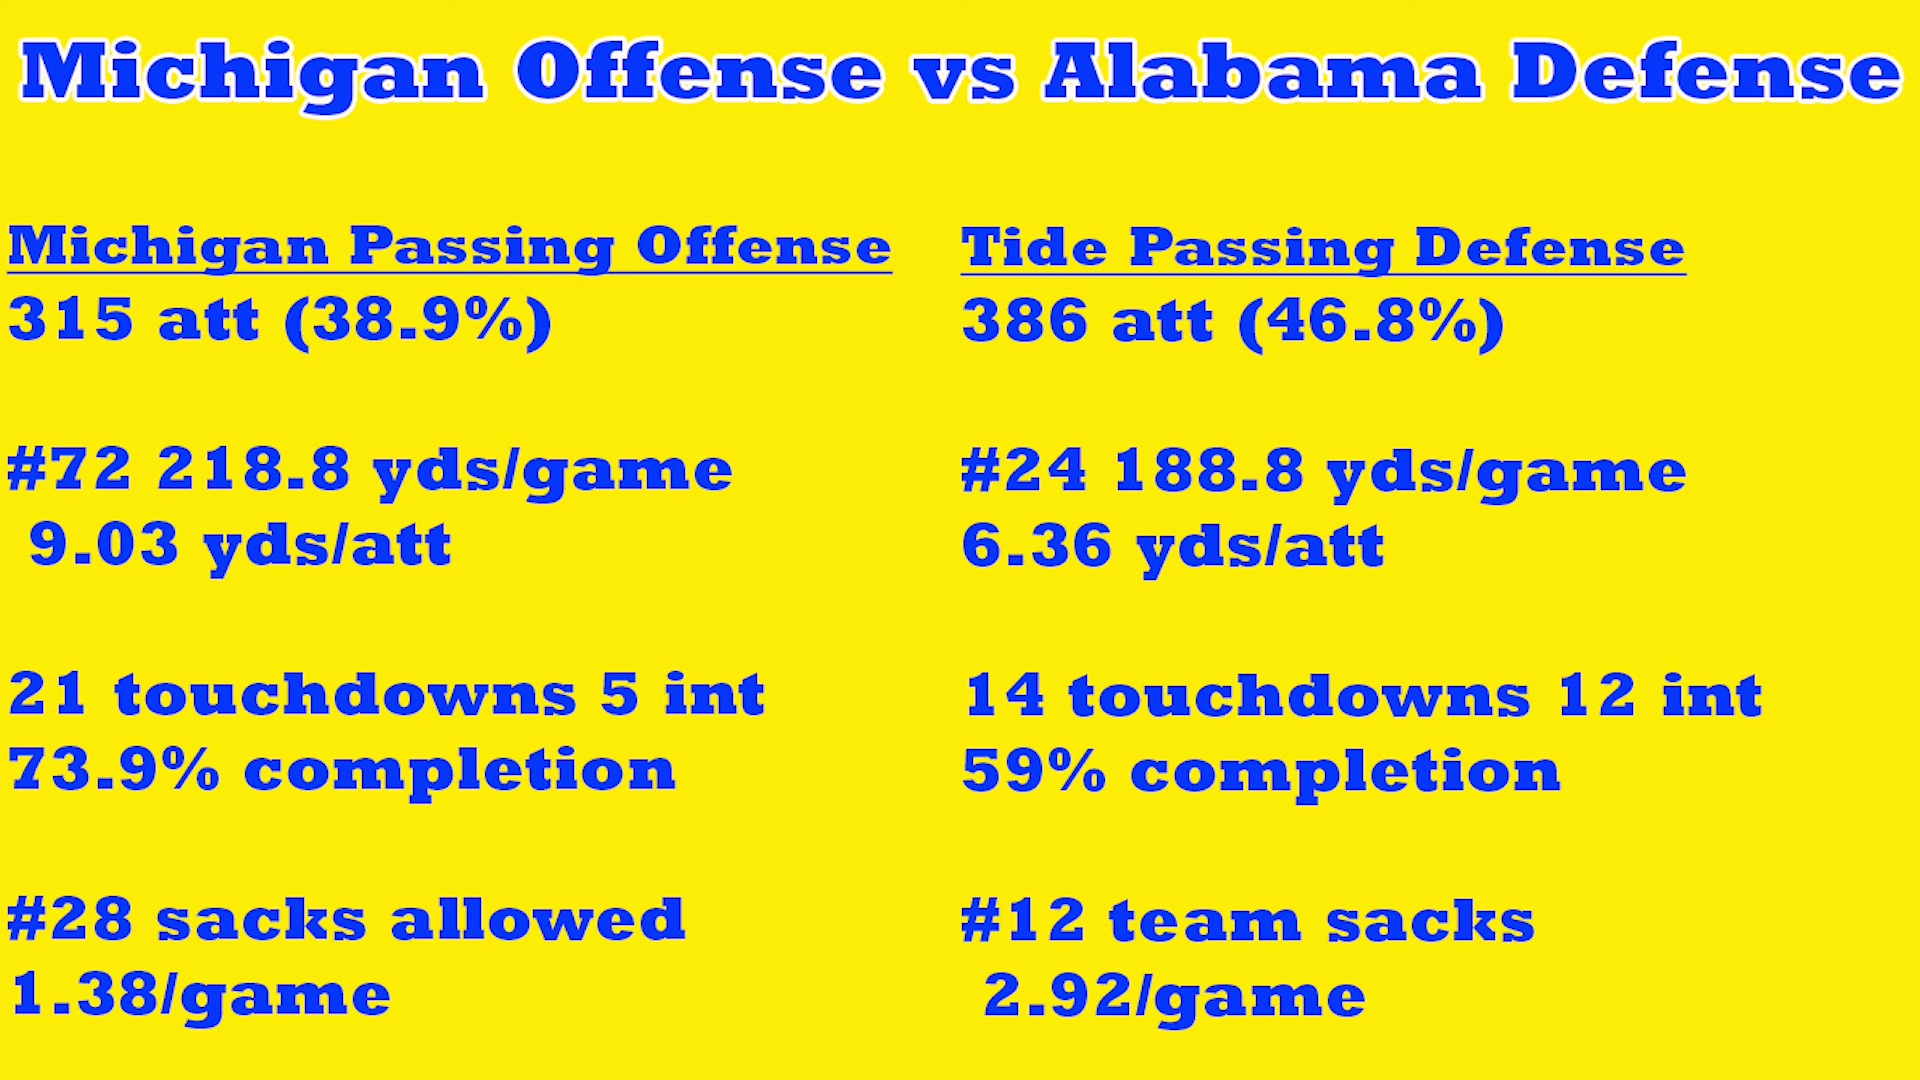 Michigan Offense vs Alabama Defense
Michigan Passing Offense
315 att (38.9%)
#72 218.8 yds/game
9.03 yds/att
21 touchdowns 5 int
73.9% completion
#28 sacks allowed
1.38/game
Tide Passing Defense
386 att (46.8%)
#24 188.8 yds/game
6.36 yds/att
14 touchdowns 12 int
59% completion
#12 team sacks
2.92/game